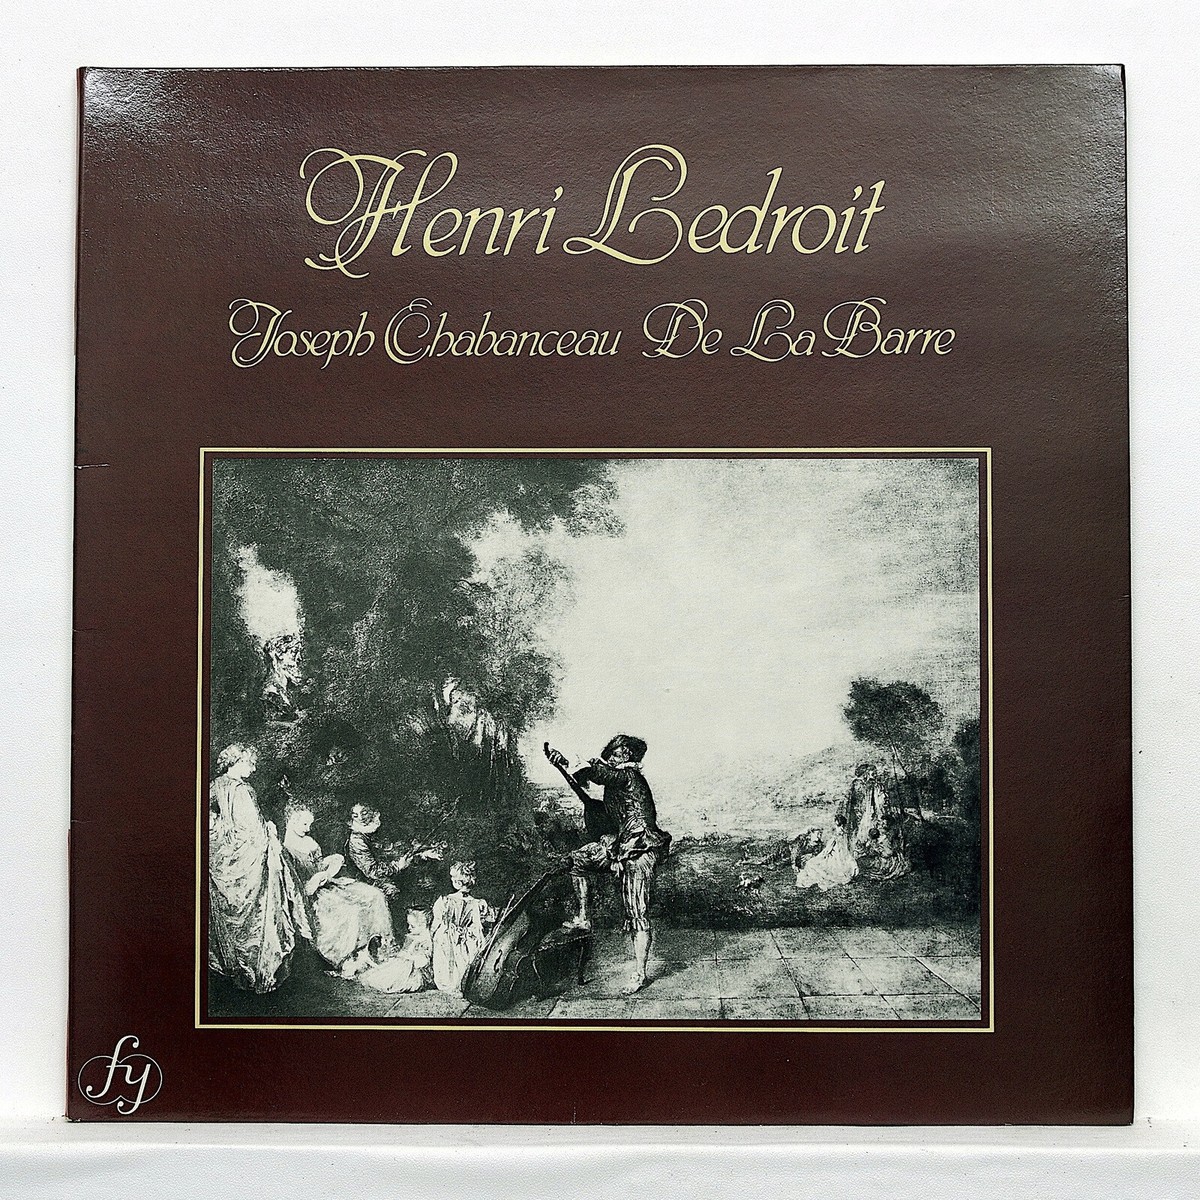 Henri Ledroit
Joseph Chabanceau De La Barre
fy